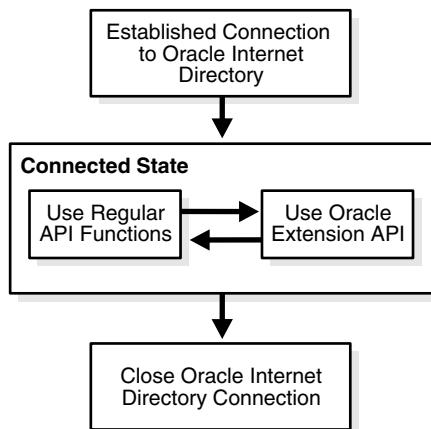 Established Connection
to Oracle Internet
Directory
Connected State
Use Regular
API Functions
Use Oracle
Extension API
Close Oracle Internet
Directory Connection